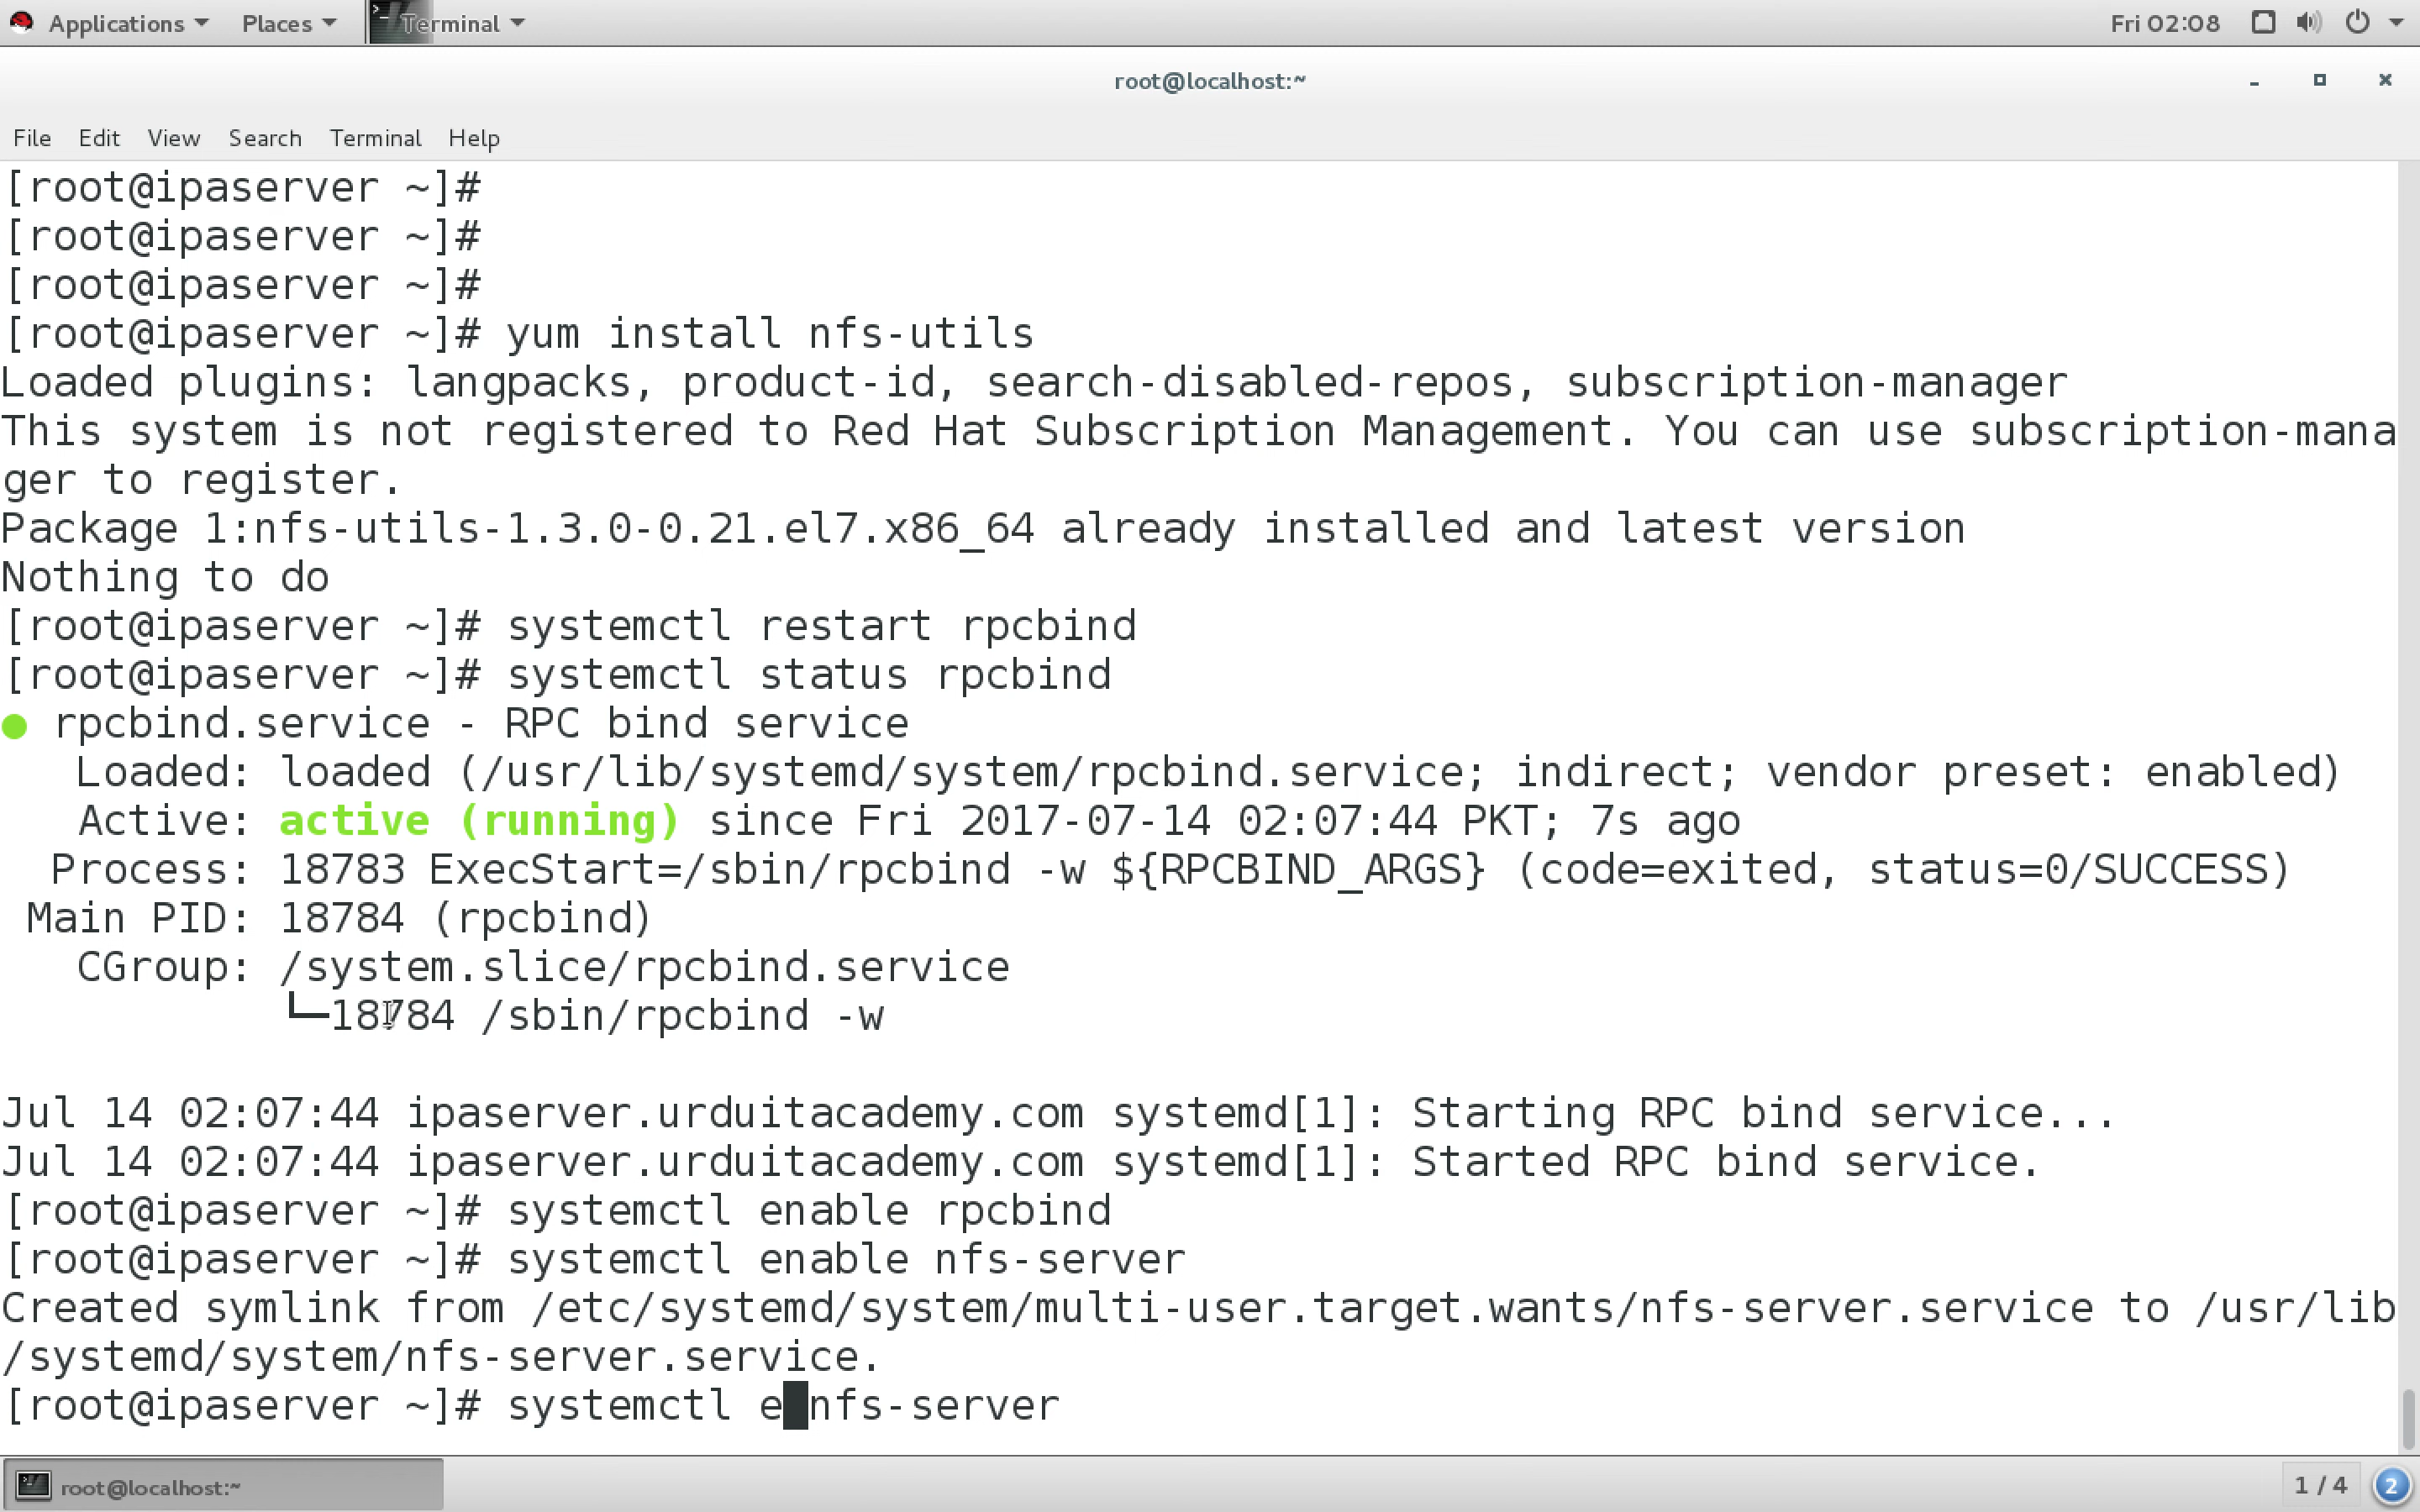 Applications Places Terminal Fri 02:08
root@localhost:~
File Edit View Search Terminal Help
[root@ipaserver ~]#
[root@ipaserver ~]#
[root@ipaserver ~]#
[root@ipaserver ~]# yum install nfs-utils
Loaded plugins: langpacks, product-id, search-disabled-repos, subscription-manager
This system is not registered to Red Hat Subscription Management. You can use subscription-mana
ger to register.
Package 1:nfs-utils-1.3.0-0.21.el7.x86_64 already installed and latest version
Nothing to do
[root@ipaserver ~]# systemctl restart rpcbind
[root@ipaserver ~]# systemctl status rpcbind
● rpcbind.service - RPC bind service
Loaded: loaded (/usr/lib/systemd/system/rpcbind.service; indirect; vendor preset: enabled)
Active: active (running) since Fri 2017-07-14 02:07:44 PKT; 7s ago
Process: 18783 ExecStart=/sbin/rpcbind -w ${RPCBIND_ARGS} (code=exited, status=0/SUCCESS)
Main PID: 18784 (rpcbind)
CGroup: /system.slice/rpcbind.service
└─18784 /sbin/rpcbind -w
Jul 14 02:07:44 ipaserver.urduitacademy.com systemd[1]: Starting RPC bind service...
Jul 14 02:07:44 ipaserver.urduitacademy.com systemd[1]: Started RPC bind service.
[root@ipaserver ~]# systemctl enable rpcbind
[root@ipaserver ~]# systemctl enable nfs-server
Created symlink from /etc/systemd/system/multi-user.target.wants/nfs-server.service to /usr/lib
/systemd/system/nfs-server.service.
[root@ipaserver ~]# systemctl e nfs-server
root@localhost:~ 1 / 4 2